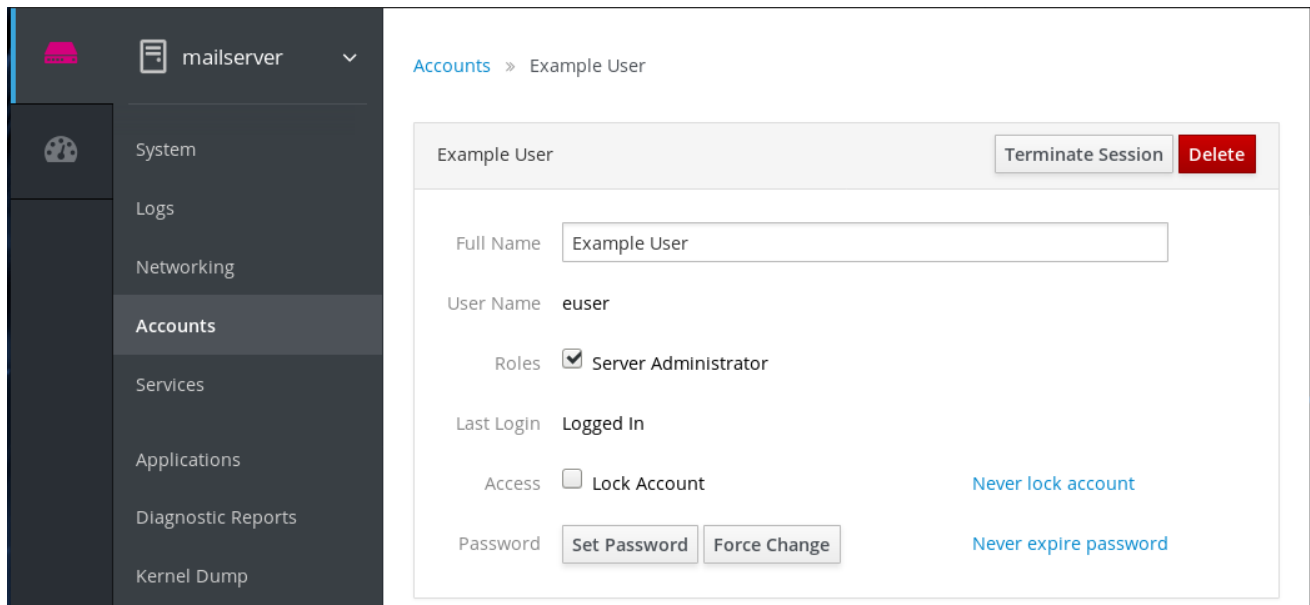 mailserver
System
Logs
Networking
Accounts
Services
Applications
Diagnostic Reports
Kernel Dump
Accounts » Example User
Example User Terminate Session Delete
Full Name Example User
User Name euser
Roles Server Administrator
Last Login Logged In
Access Lock Account Never lock account
Password Set Password Force Change Never expire password